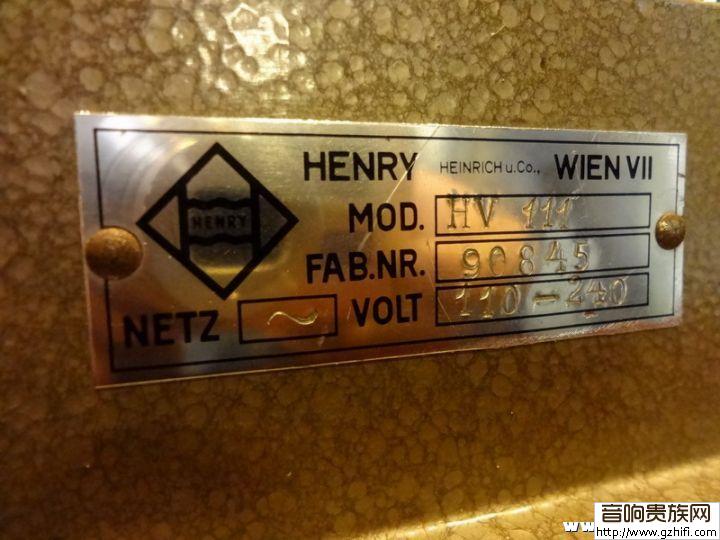 HENRY HEINRICH u. Co., WIEN VII
HENRY
MOD. HV 111
FAB.NR. 90845
NETZ ~ VOLT 110-240
音响贵族网
http://www.gzhifi.com